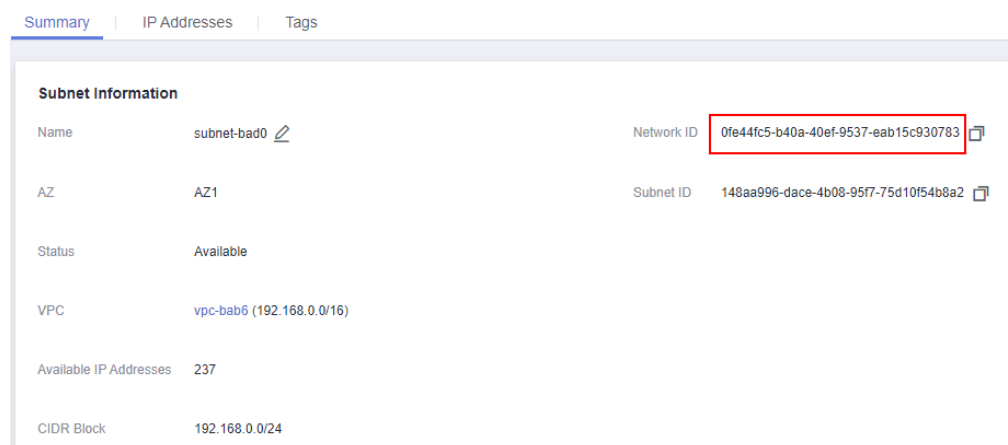 Summary IP Addresses Tags
Subnet Information
Name subnet-bad0 Network ID 0fe44fc5-b40a-40ef-9537-eab15c930783
AZ AZ1 Subnet ID 148aa996-dace-4b08-95f7-75d10f54b8a2
Status Available
VPC vpc-bab6 (192.168.0.0/16)
Available IP Addresses 237
CIDR Block 192.168.0.0/24